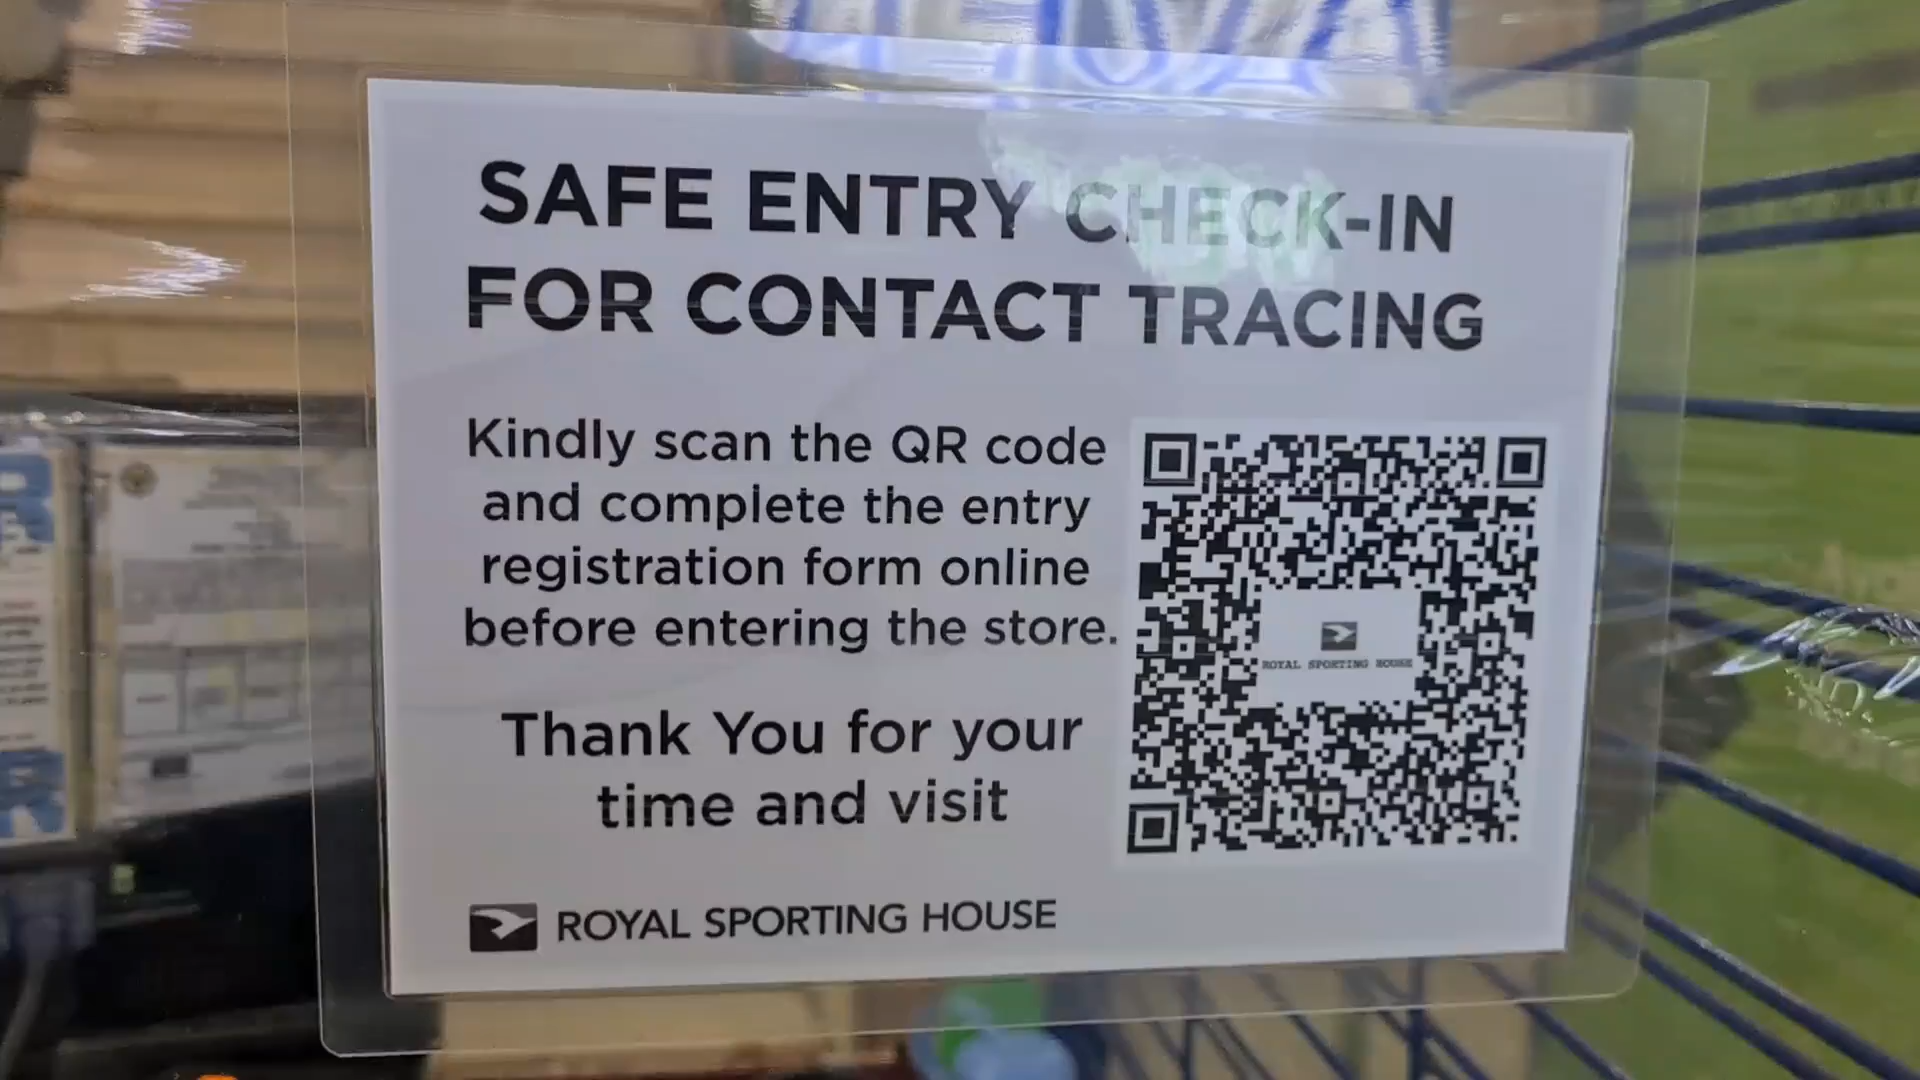 SAFE ENTRY CHECK-IN
FOR CONTACT TRACING
Kindly scan the QR code
and complete the entry
registration form online
before entering the store.
Thank You for your
time and visit
ROYAL SPORTING HOUSE
ROYAL SPORTING HOUSE